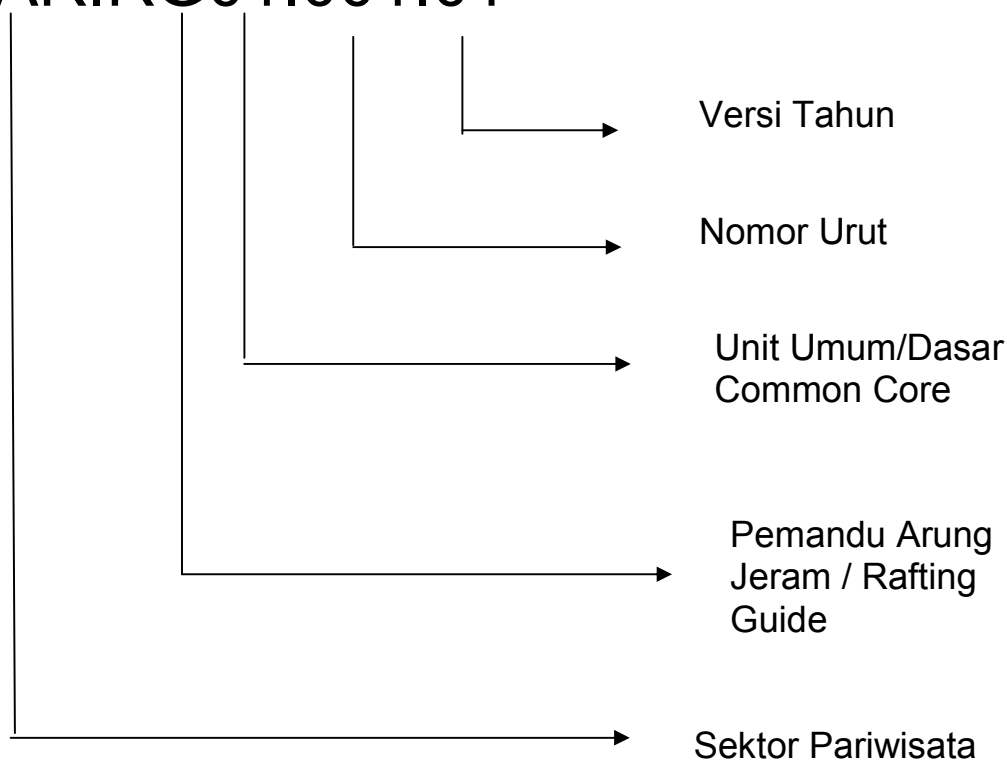 Versi Tahun
Nomor Urut
Unit Umum/Dasar
Common Core
Pemandu Arung
Jeram / Rafting
Guide
Sektor Pariwisata